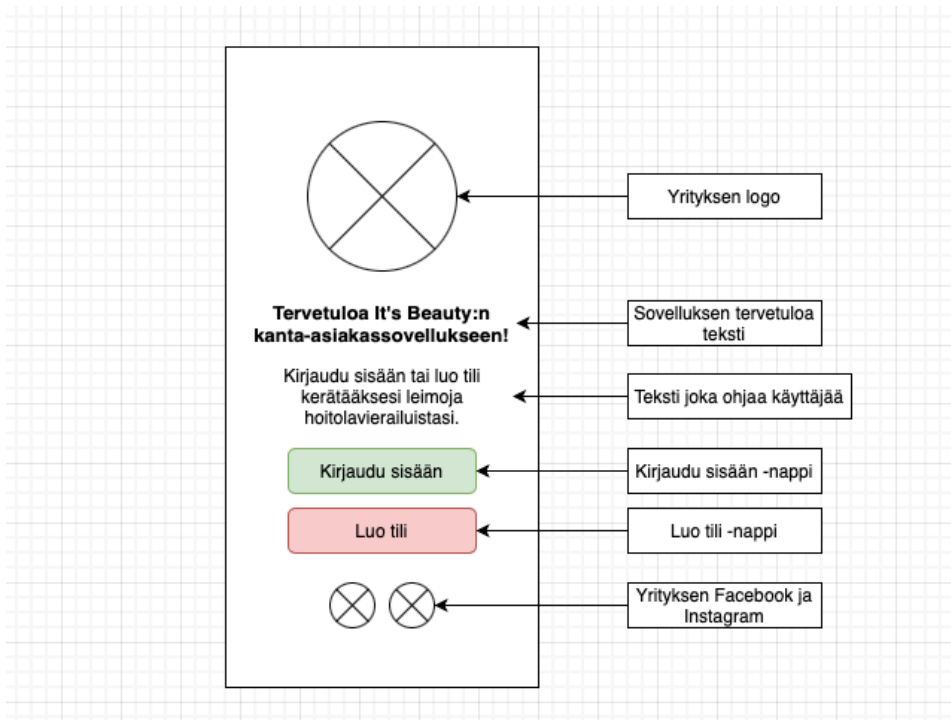 Yrityksen logo
Tervetuloa It's Beauty:n
kanta-asiakassovellukseen!
Sovelluksen tervetuloa
teksti
Kirjaudu sisään tai luo tili
kerätääksesi leimoja
hoitolavierailuistasi.
Teksti joka ohjaa käyttäjää
Kirjaudu sisään
Kirjaudu sisään -nappi
Luo tili
Luo tili -nappi
Yrityksen Facebook ja
Instagram